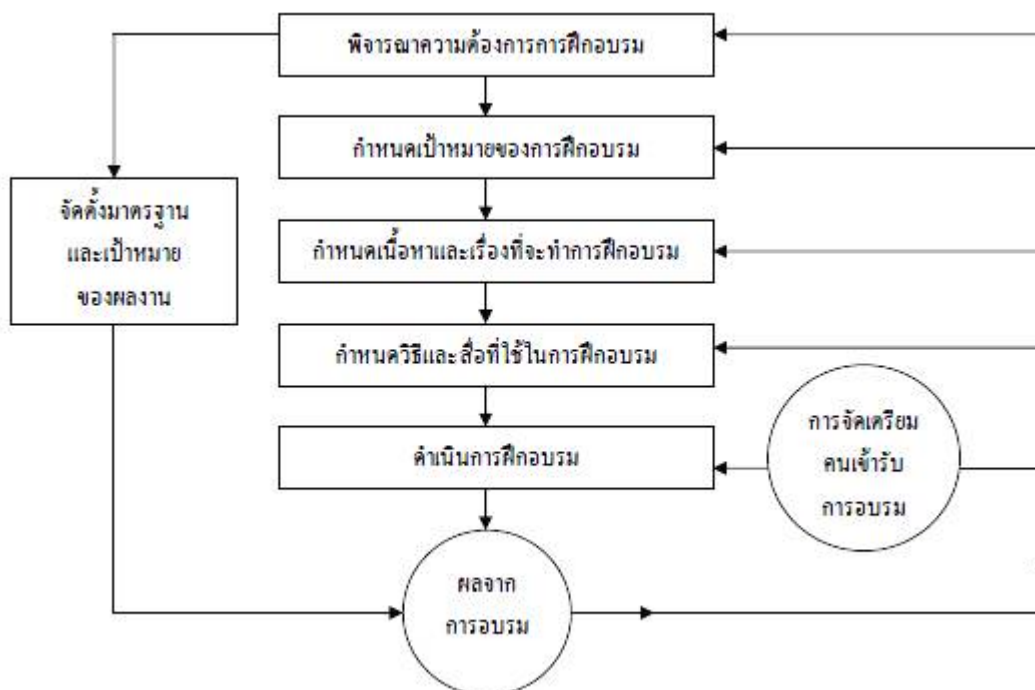 พิจารณาความต้องการการฝึกอบรม
กำหนดเป้าหมายของการฝึกอบรม
จัดตั้งมาตรฐาน
และเป้าหมาย
ของผลงาน
กำหนดเนื้อหาและเรื่องที่จะทำการฝึกอบรม
กำหนดวิธีและสื่อที่ใช้ในการฝึกอบรม
การจัดเตรียม
คนเข้ารับ
การอบรม
ดำเนินการฝึกอบรม
ผลจาก
การอบรม